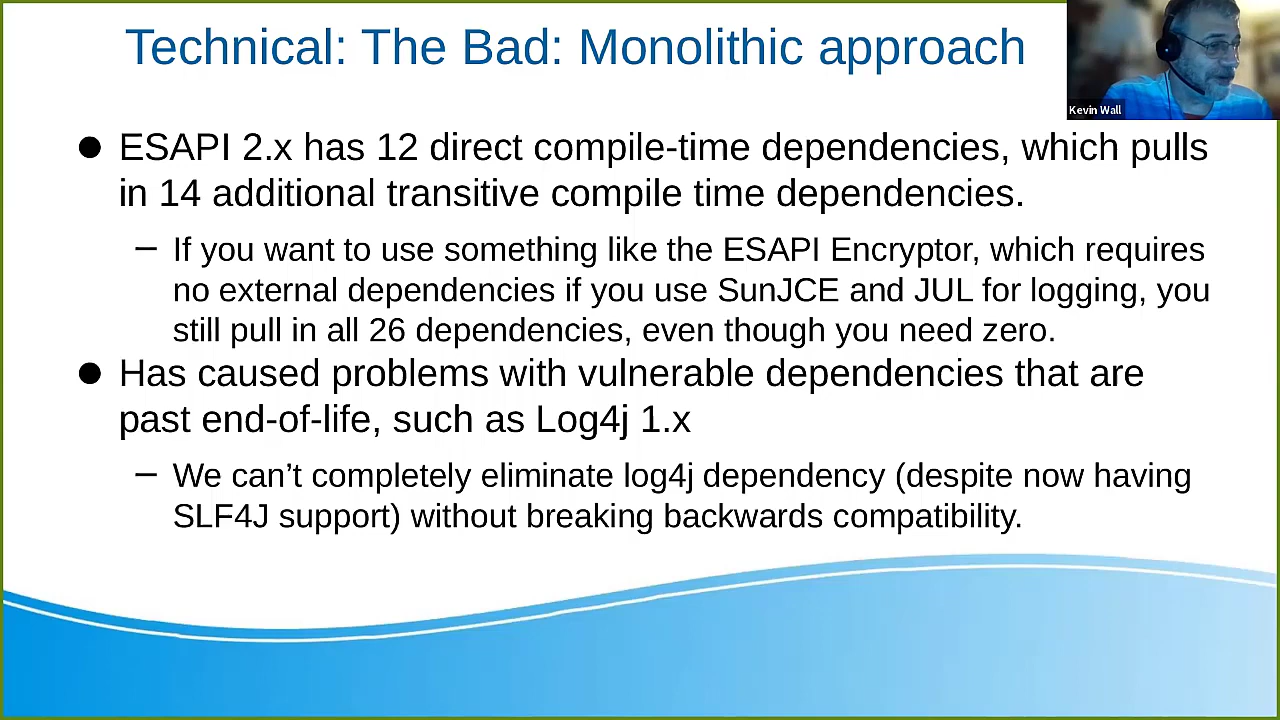 Technical: The Bad: Monolithic approach
Kevin Wall
● ESAPI 2.x has 12 direct compile-time dependencies, which pulls
in 14 additional transitive compile time dependencies.
– If you want to use something like the ESAPI Encryptor, which requires
no external dependencies if you use SunJCE and JUL for logging, you
still pull in all 26 dependencies, even though you need zero.
● Has caused problems with vulnerable dependencies that are
past end-of-life, such as Log4j 1.x
– We can’t completely eliminate log4j dependency (despite now having
SLF4J support) without breaking backwards compatibility.